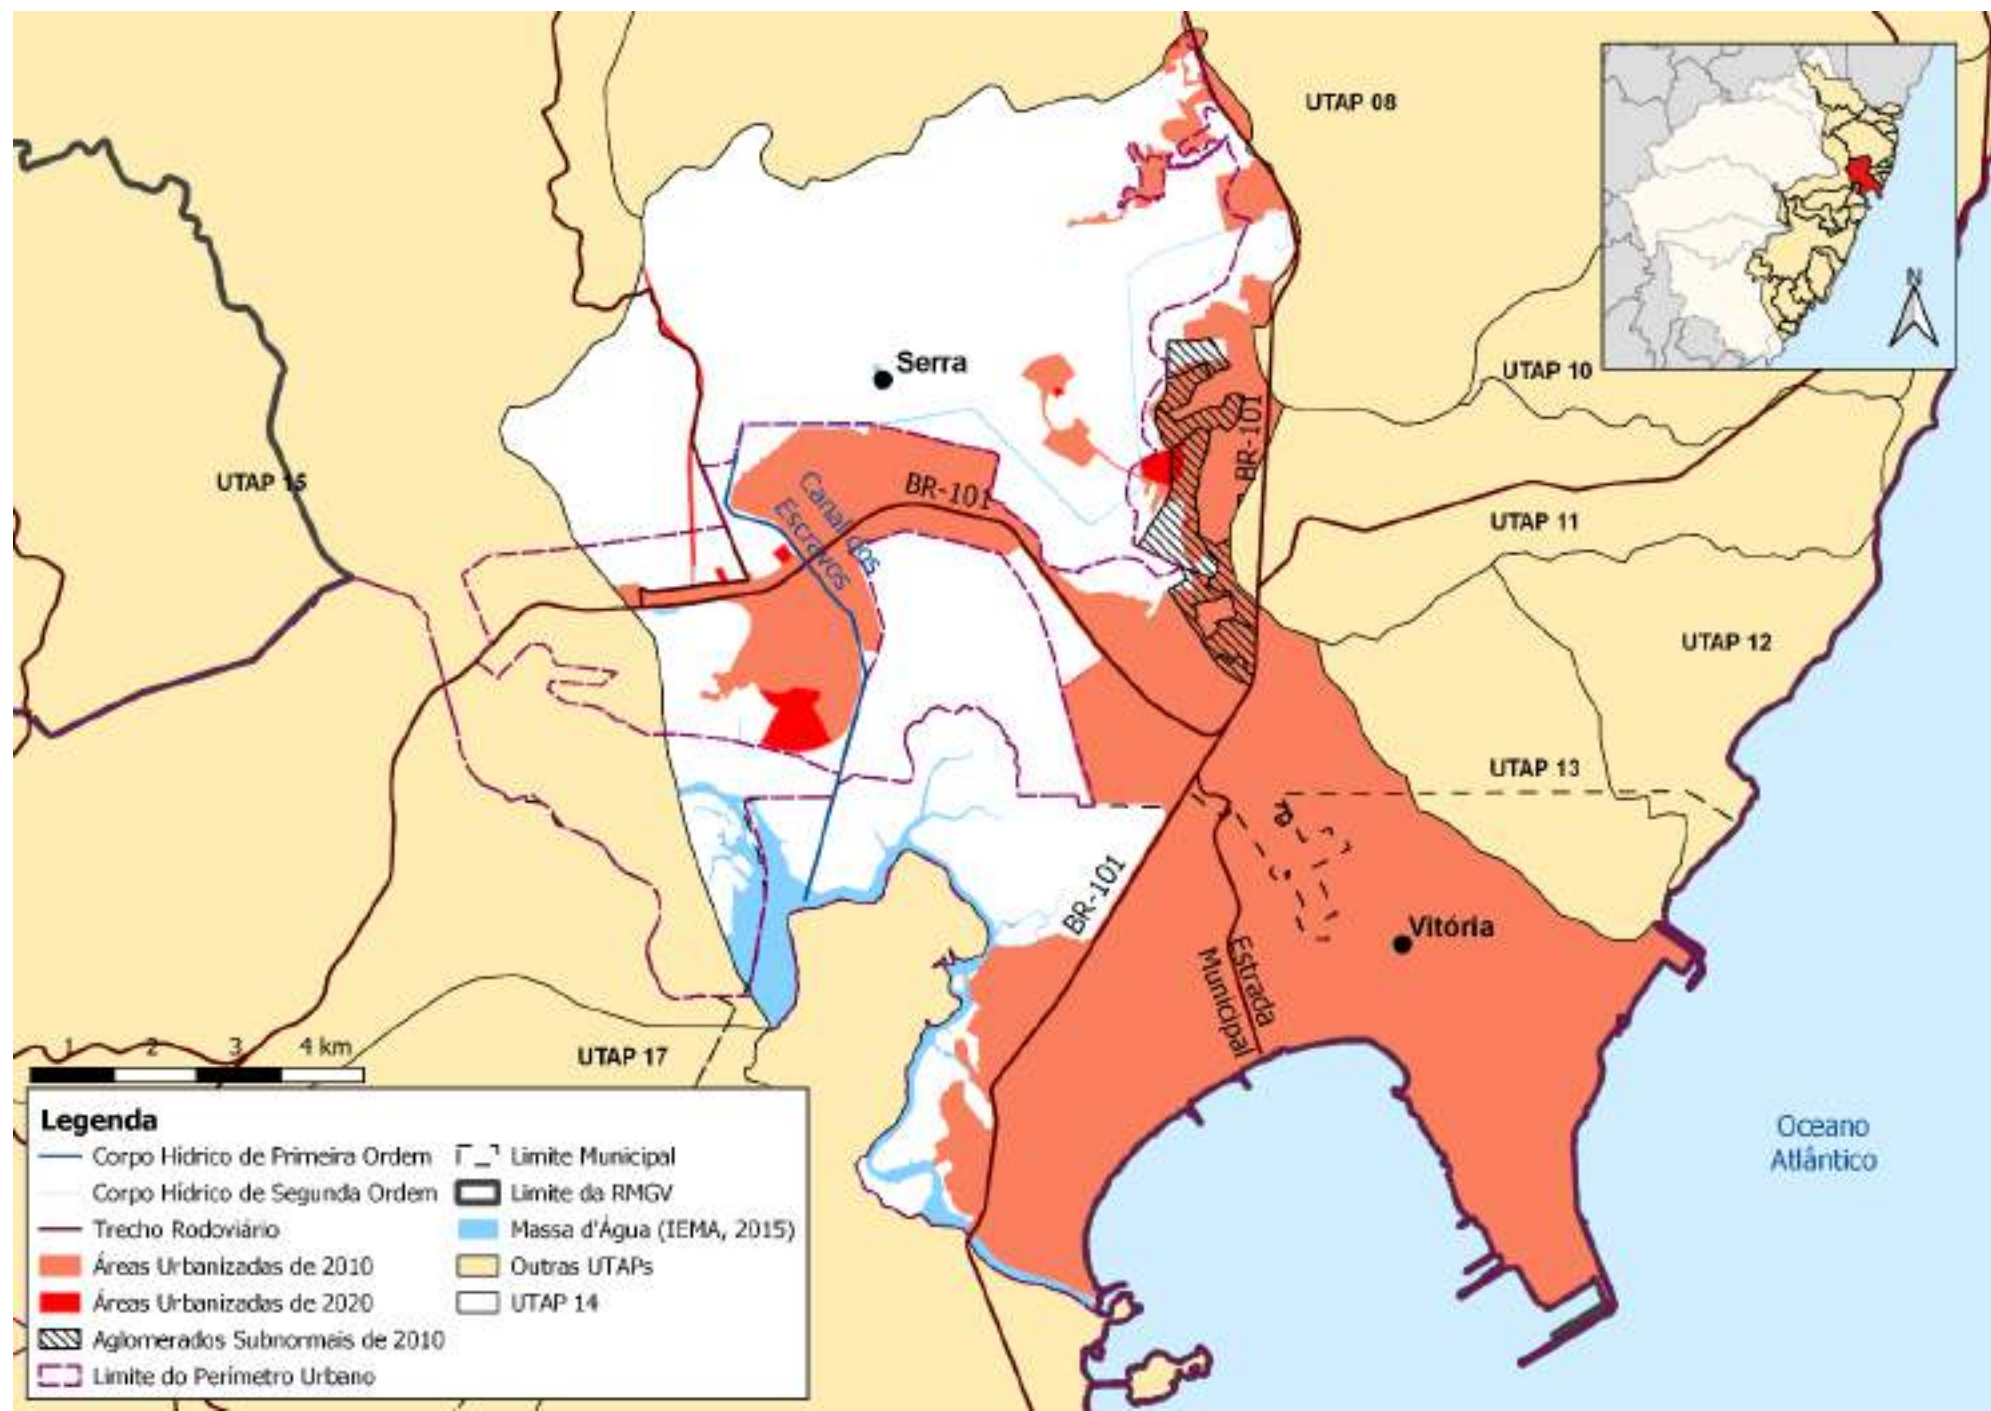 UTAP 08
N
Serra
UTAP 10
BR-101
UTAP 15
BR-101
Canal dos
Escravos
UTAP 11
UTAP 12
UTAP 13
BR-101
Vitória
Estrada
Municipal
1 2 3 4 km
UTAP 17
Oceano
Atlântico
Legenda
Corpo Hídrico de Primeira Ordem
Corpo Hídrico de Segunda Ordem
Trecho Rodoviário
Áreas Urbanizadas de 2010
Áreas Urbanizadas de 2020
Aglomerados Subnormais de 2010
Limite do Perímetro Urbano
Limite Municipal
Limite da RMGV
Massa d'Água (IEMA, 2015)
Outras UTAPs
UTAP 14